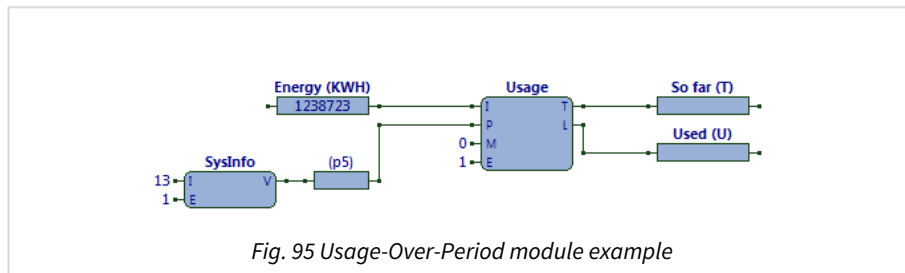 Energy (KWH)
1238723
Usage
I
T
P
L
0 M
1 E
So far (T)
Used (U)
SysInfo
13 I
V
1 E
(p5)
Fig. 95 Usage-Over-Period module example